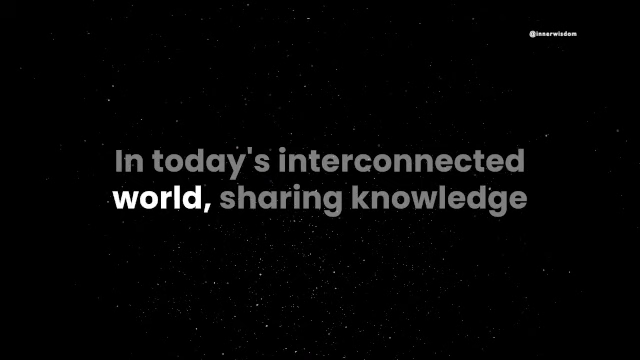 @innerwisdom
In today's interconnected
world, sharing knowledge